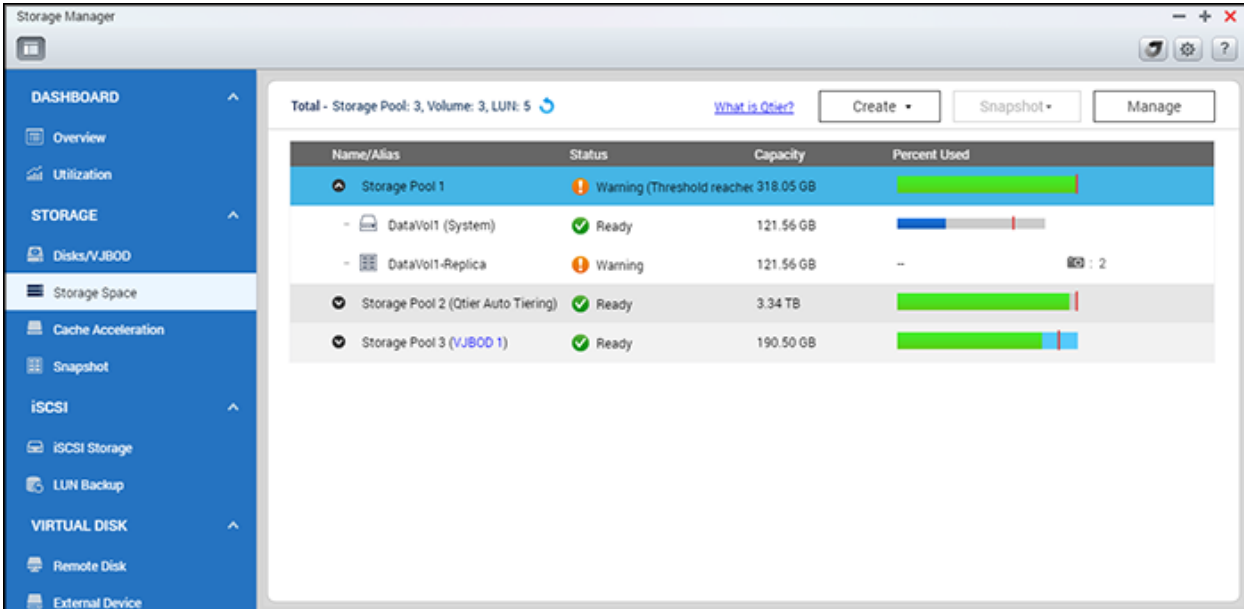 Storage Manager
DASHBOARD
Overview
Utilization
STORAGE
Disks/VJBOD
Storage Space
Cache Acceleration
Snapshot
iSCSI
iSCSI Storage
LUN Backup
VIRTUAL DISK
Remote Disk
External Device
Total - Storage Pool: 3, Volume: 3, LUN: 5
What is Qtier?
Create
Snapshot
Manage
Name/Alias Status Capacity Percent Used
Storage Pool 1 Warning (Threshold reached 318.05 GB
DataVol1 (System) Ready 121.56 GB
DataVol1-Replica Warning 121.56 GB -- : 2
Storage Pool 2 (Qtier Auto Tiering) Ready 3.34 TB
Storage Pool 3 (VJBOD 1) Ready 190.50 GB